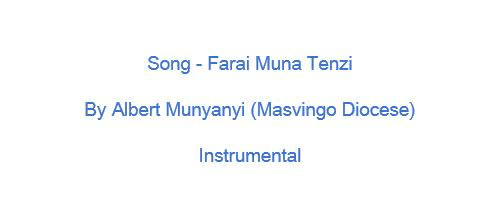 Song - Farai Muna Tenzi
By Albert Munyanyi (Masvingo Diocese)
Instrumental